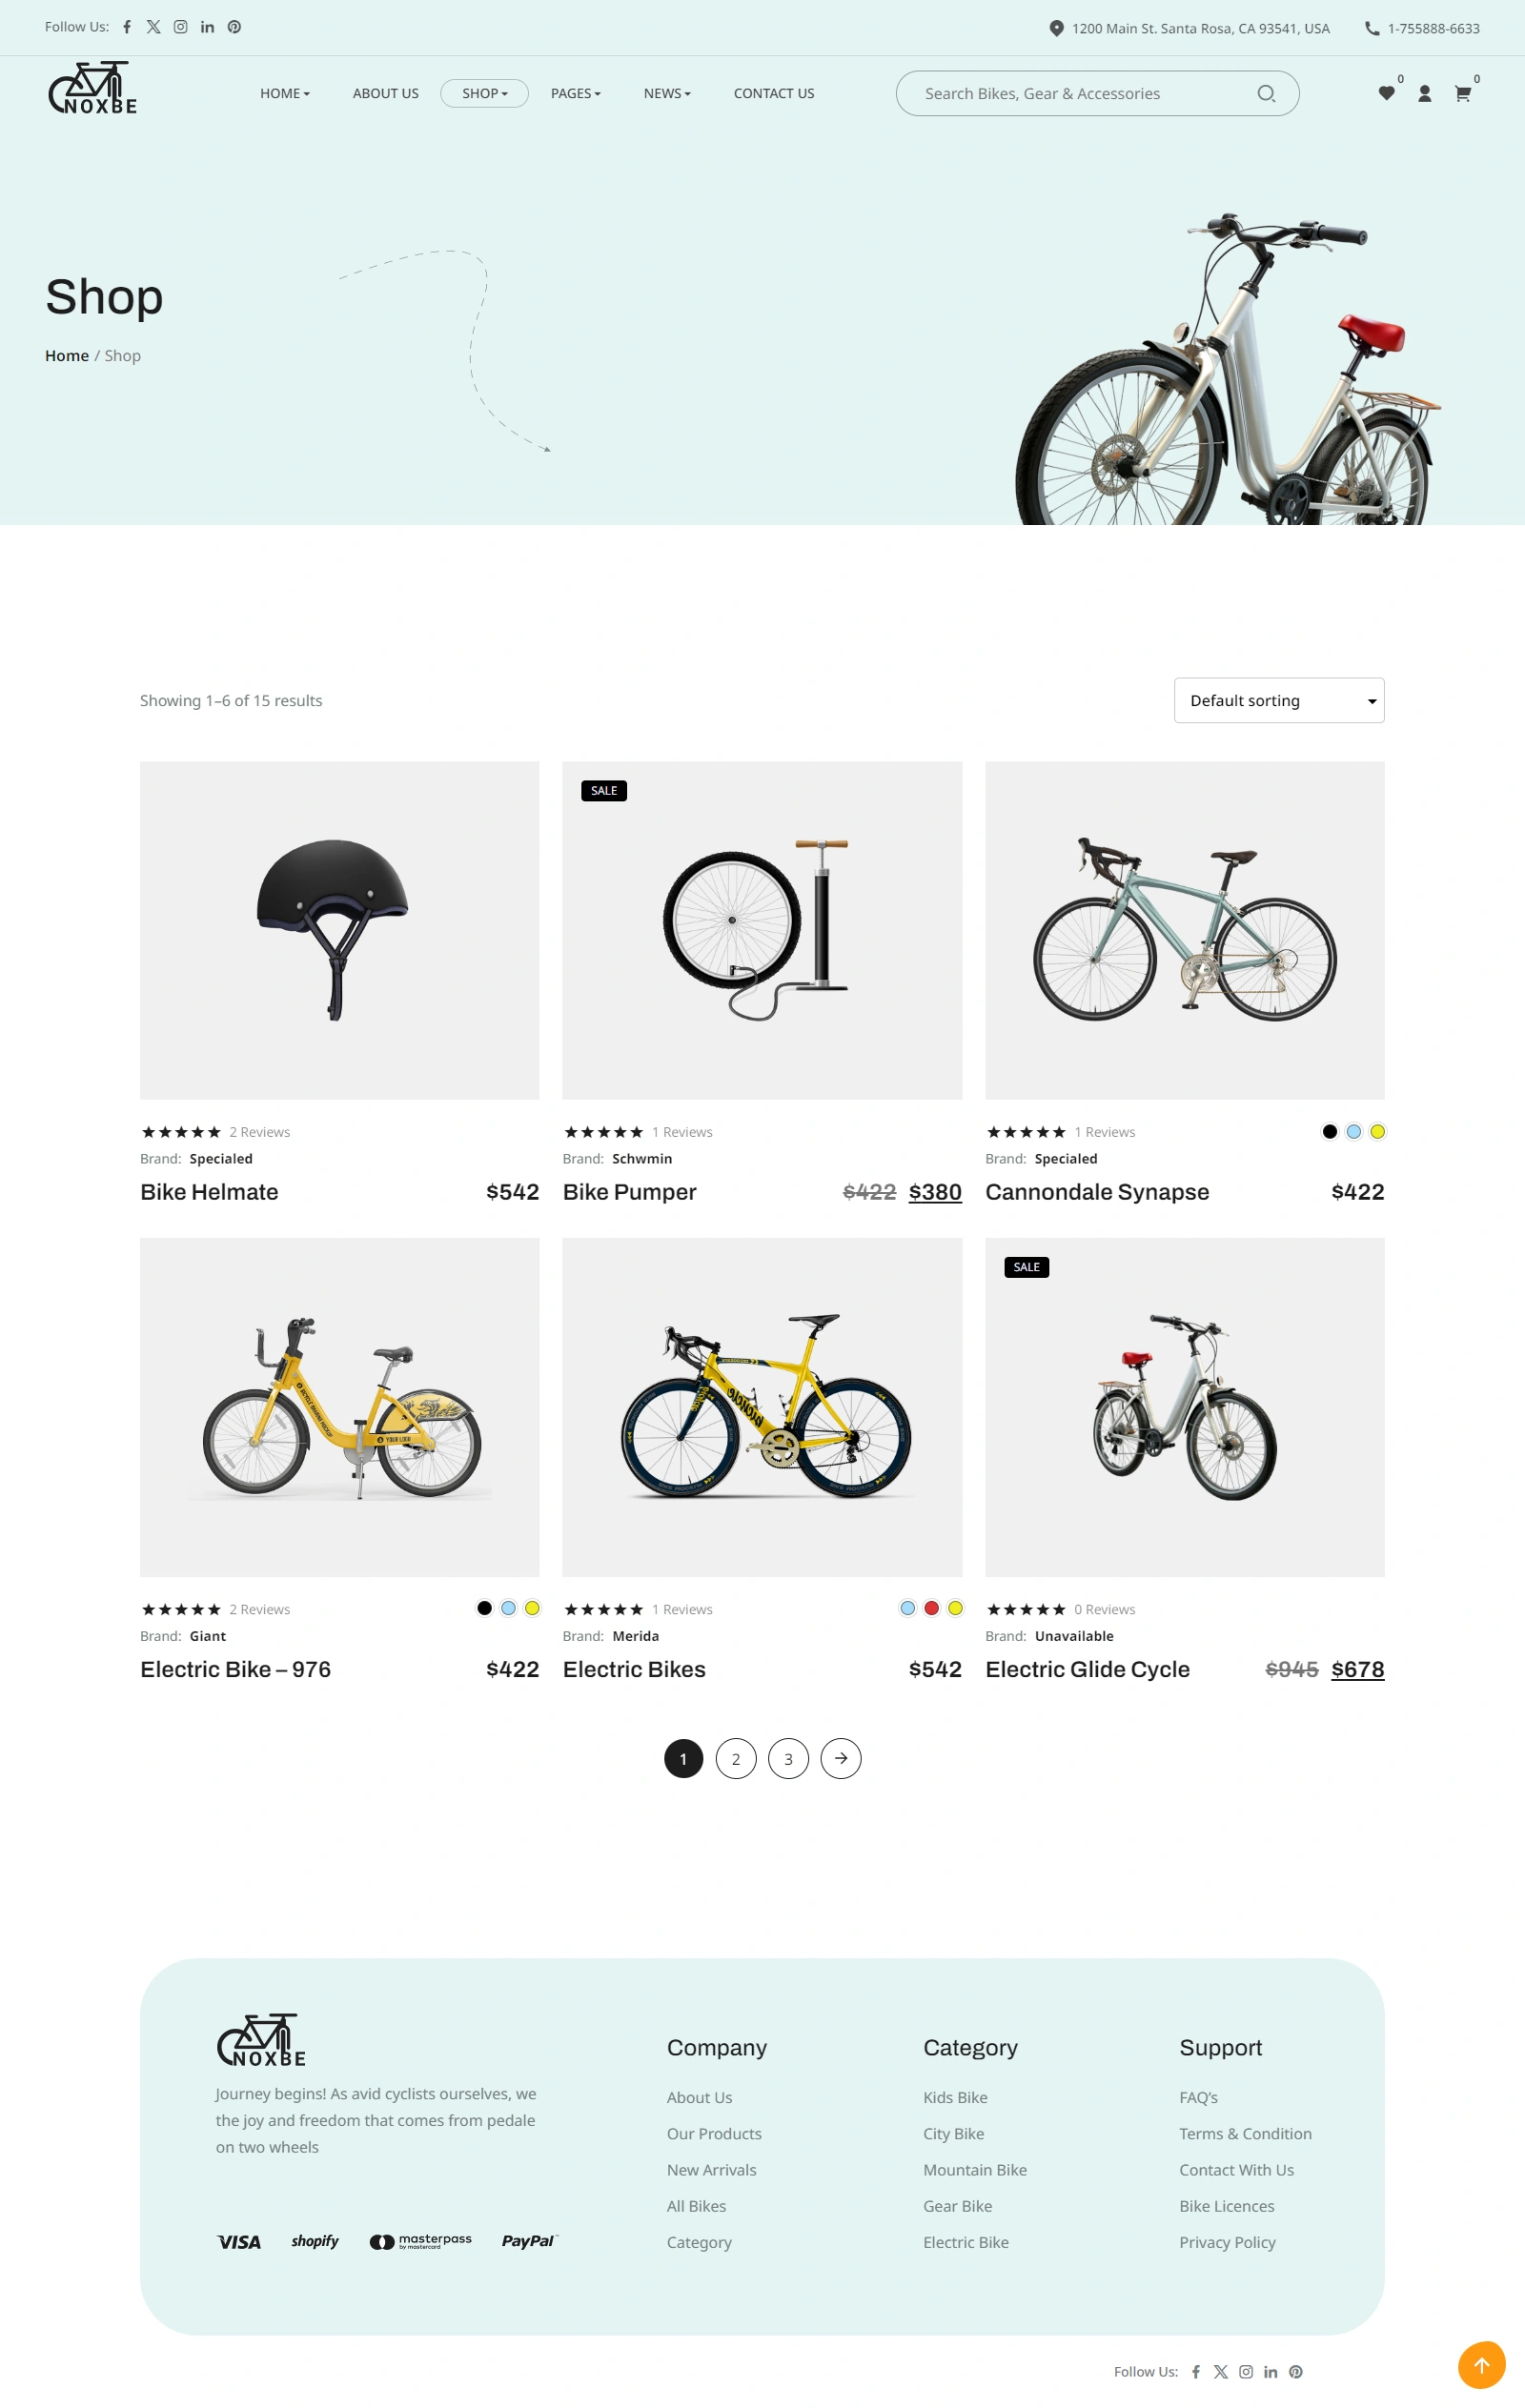 Follow Us:
1200 Main St. Santa Rosa, CA 93541, USA
1-755888-6633
NOXBE
HOME
ABOUT US
SHOP
PAGES
NEWS
CONTACT US
Search Bikes, Gear & Accessories
0
0
Shop
Home / Shop
Showing 1–6 of 15 results
Default sorting
SALE
2 Reviews
Brand: Specialed
Bike Helmate $542
1 Reviews
Brand: Schwmin
Bike Pumper $422 $380
1 Reviews
Brand: Specialed
Cannondale Synapse $422
SALE
YOUR LOGO
2 Reviews
Brand: Giant
Electric Bike – 976 $422
1 Reviews
Brand: Merida
Electric Bikes $542
0 Reviews
Brand: Unavailable
Electric Glide Cycle $945 $678
1 2 3
NOXBE
Journey begins! As avid cyclists ourselves, we
the joy and freedom that comes from pedale
on two wheels
VISA
shopify
masterpass
by mastercard
PayPal
Company
About Us
Our Products
New Arrivals
All Bikes
Category
Category
Kids Bike
City Bike
Mountain Bike
Gear Bike
Electric Bike
Support
FAQ’s
Terms & Condition
Contact With Us
Bike Licences
Privacy Policy
Follow Us: